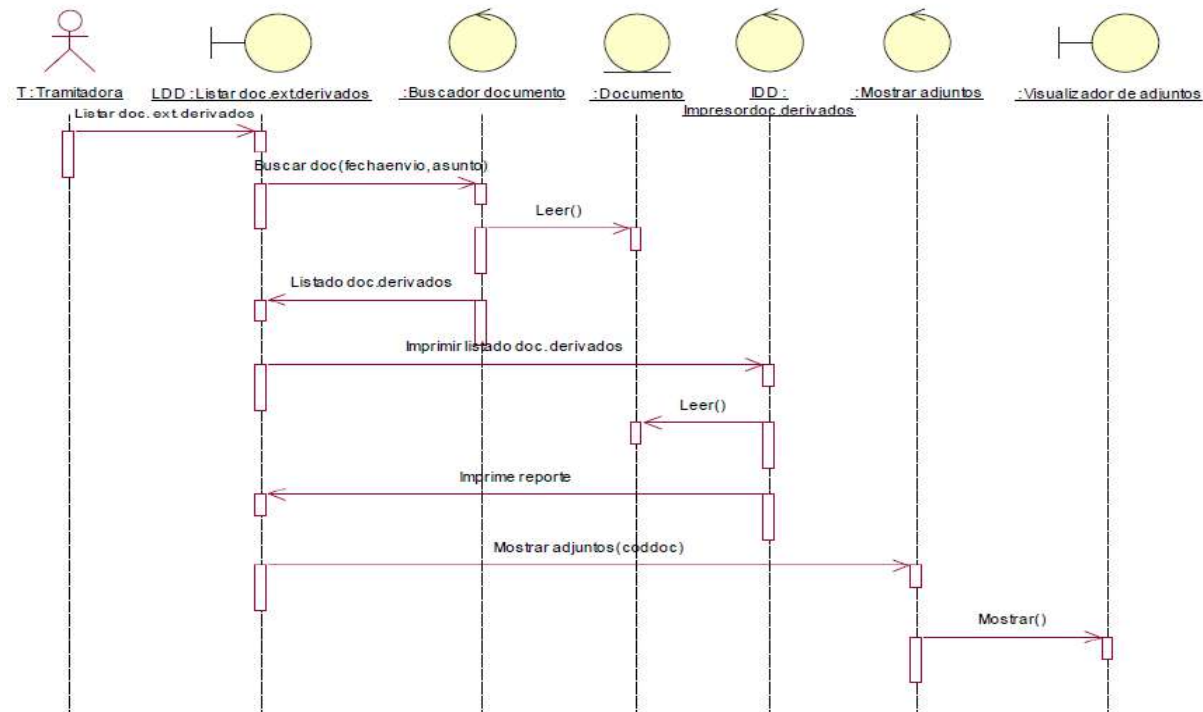 T : Tramitadora
LDD : Listar doc.ext.derivados
:Buscador documento
:Documento
IDD :
Impresor doc.derivados
:Mostrar adjuntos
:Visualizador de adjuntos
Listar doc. ext.derivados
Buscar doc(fechaenvio, asunto)
Leer()
Listado doc.derivados
Imprimir listado doc. derivados
Leer()
Imprime reporte
Mostrar adjuntos(coddoc)
Mostrar()